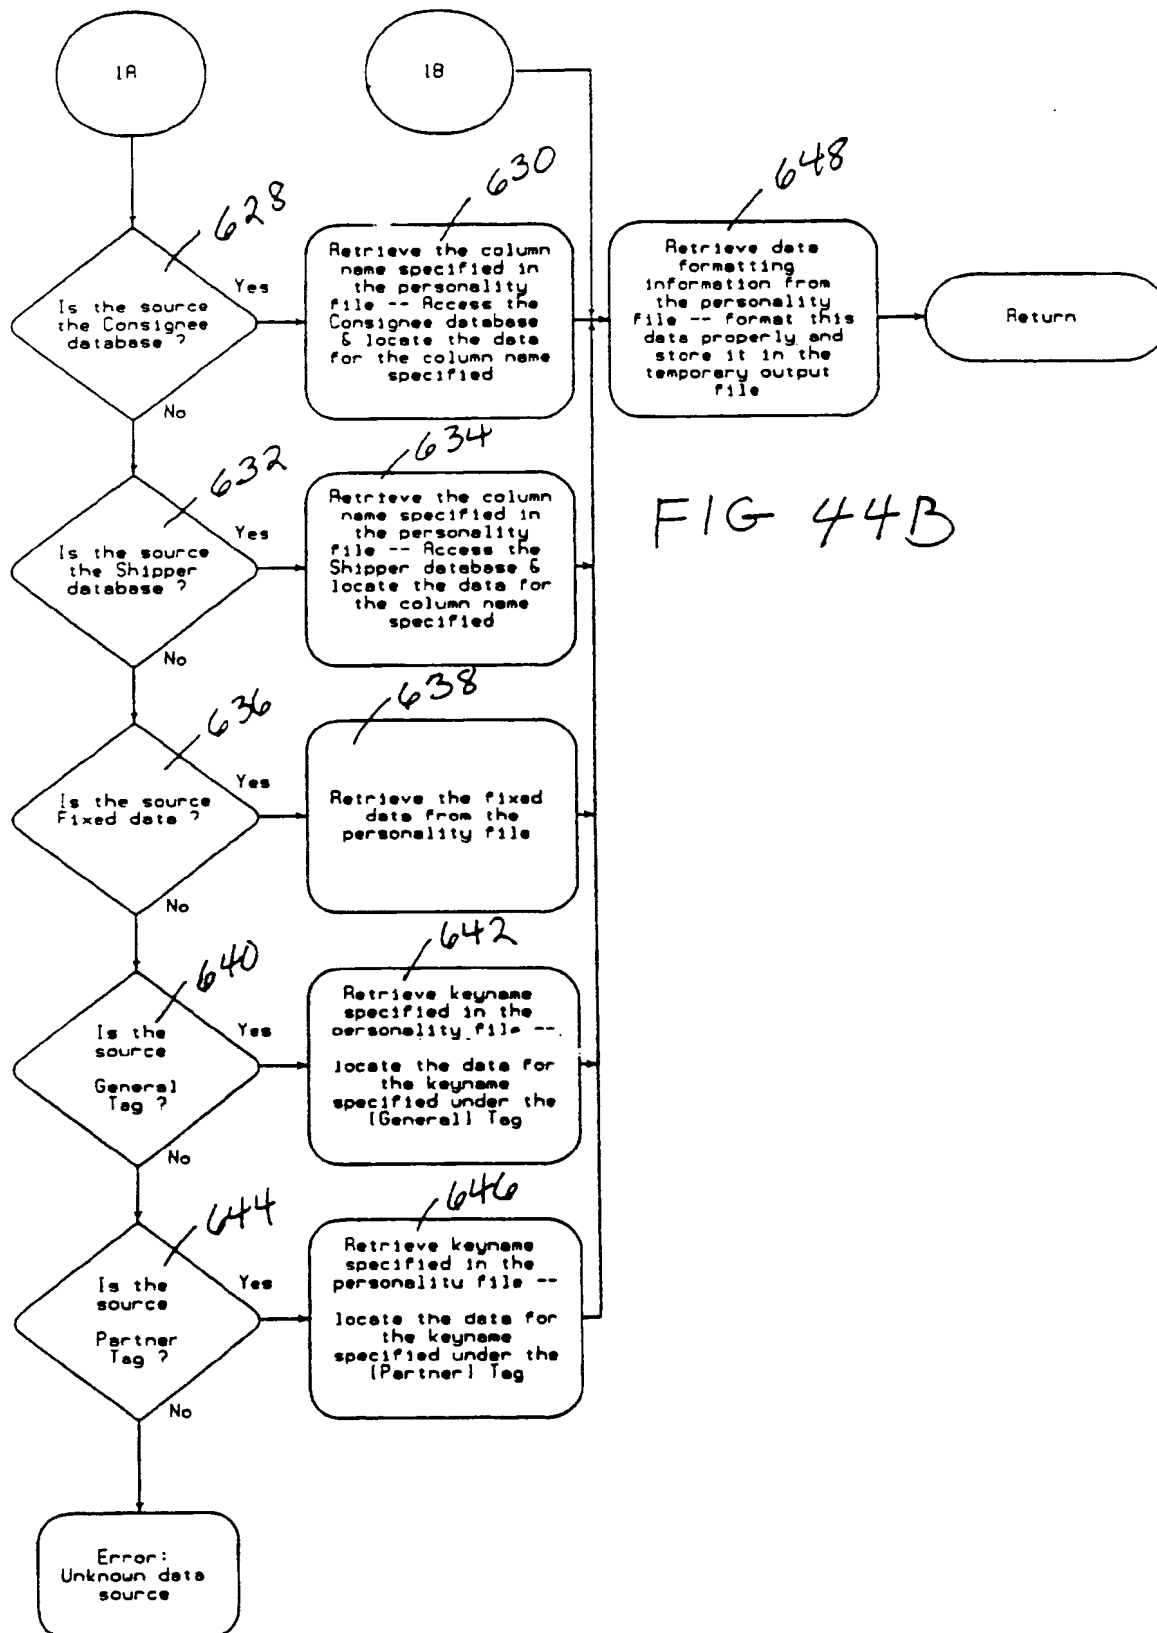 1A
1B
630
648
628
Retrieve the column
name specified in
the personality
file -- Access the
Consignee database
& locate the data
for the column name
specified
Retrieve data
formatting
information from
the personality
file -- format this
data properly and
store it in the
temporary output
file
Return
Is the source
the Consignee
database ?
Yes
No
632
634
Retrieve the column
name specified in
the personality
file -- Access the
Shipper database &
locate the data for
the column name
specified
FIG 44B
Is the source
the Shipper
database ?
Yes
No
636
638
Is the source
Fixed data ?
Yes
Retrieve the fixed
data from the
personality file
No
640
642
Is the
source
General
Tag ?
Yes
Retrieve keyname
specified in the
personality file --
locate the data for
the keyname
specified under the
[General] Tag
No
644
646
Is the
source
Partner
Tag ?
Yes
Retrieve keyname
specified in the
personality file --
locate the data for
the keyname
specified under the
[Partner] Tag
No
Error:
Unknown data
source